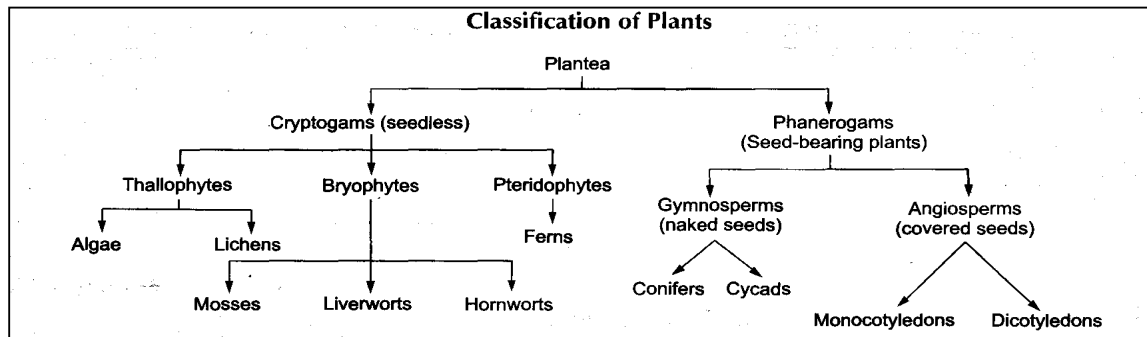 Classification of Plants
Plantea
Cryptogams (seedless)
Phanerogams
(Seed-bearing plants)
Thallophytes
Bryophytes
Pteridophytes
Gymnosperms
(naked seeds)
Angiosperms
(covered seeds)
Algae
Lichens
Ferns
Mosses
Liverworts
Hornworts
Conifers
Cycads
Monocotyledons
Dicotyledons